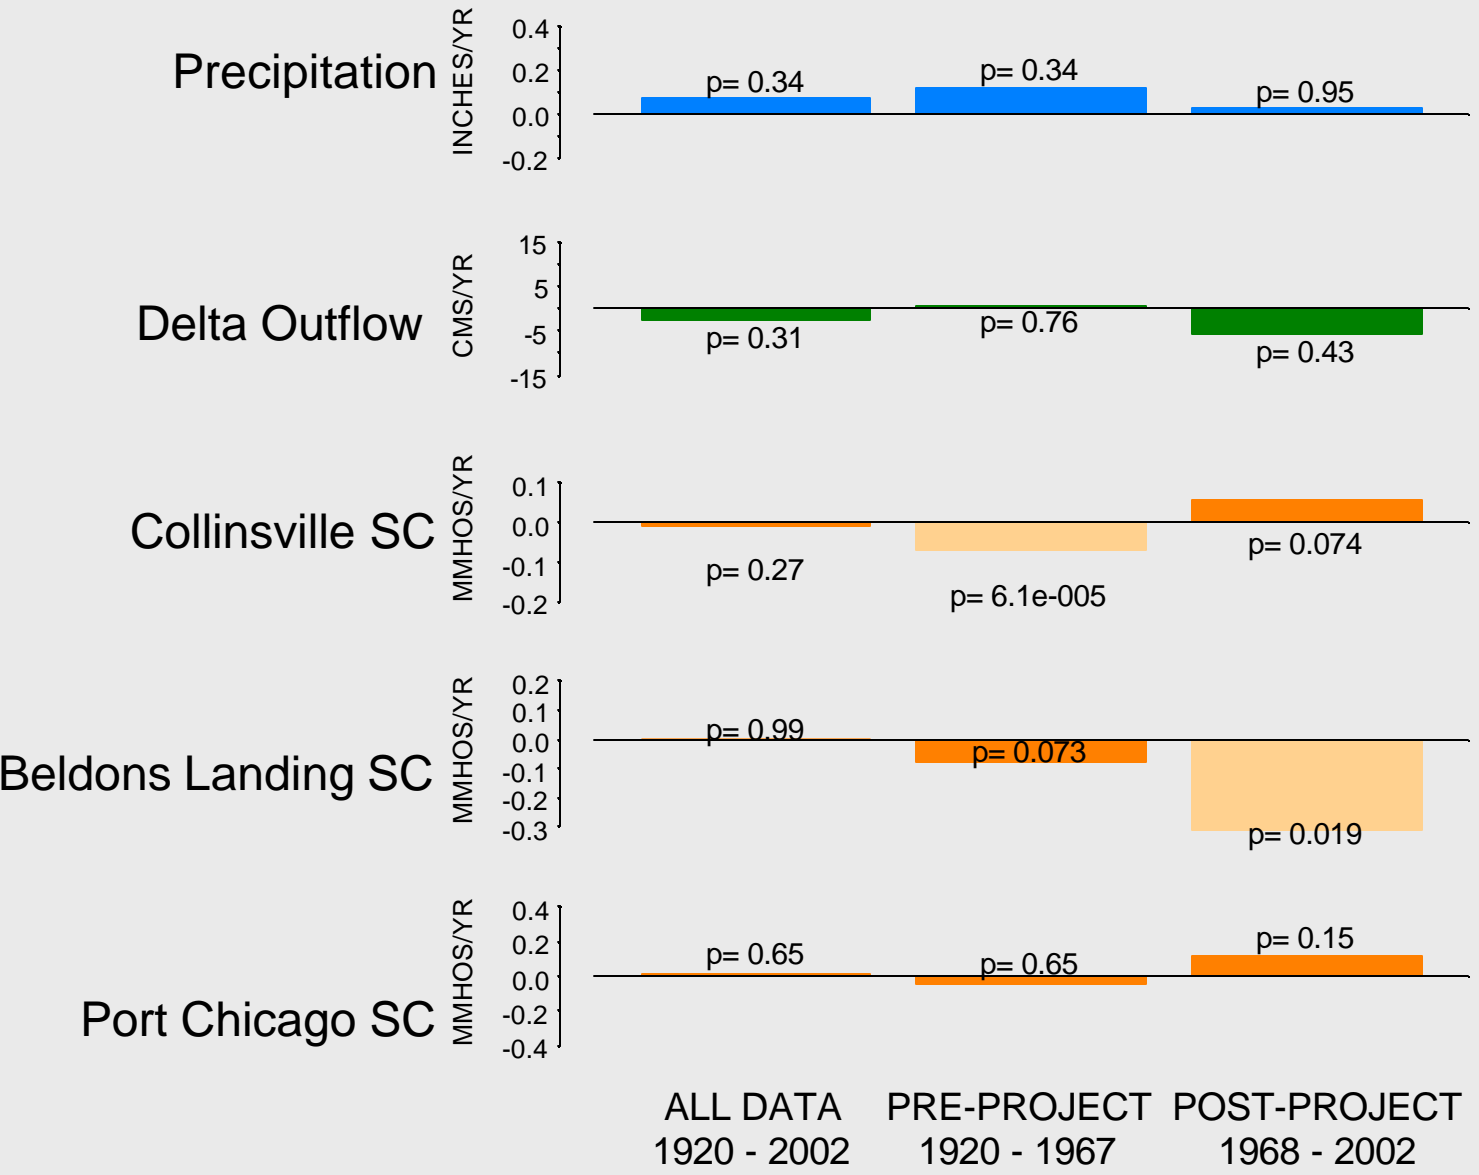 Precipitation
INCHES/YR
0.4
0.2
0.0
-0.2
p= 0.34
p= 0.34
p= 0.95
Delta Outflow
CMS/YR
15
5
-5
-15
p= 0.31
p= 0.76
p= 0.43
Collinsville SC
MMHOS/YR
0.1
0.0
-0.1
-0.2
p= 0.27
p= 6.1e-005
p= 0.074
Beldons Landing SC
MMHOS/YR
0.2
0.1
0.0
-0.1
-0.2
-0.3
p= 0.99
p= 0.073
p= 0.019
Port Chicago SC
MMHOS/YR
0.4
0.2
0.0
-0.2
-0.4
p= 0.65
p= 0.65
p= 0.15
ALL DATA PRE-PROJECT POST-PROJECT
1920 - 2002 1920 - 1967 1968 - 2002